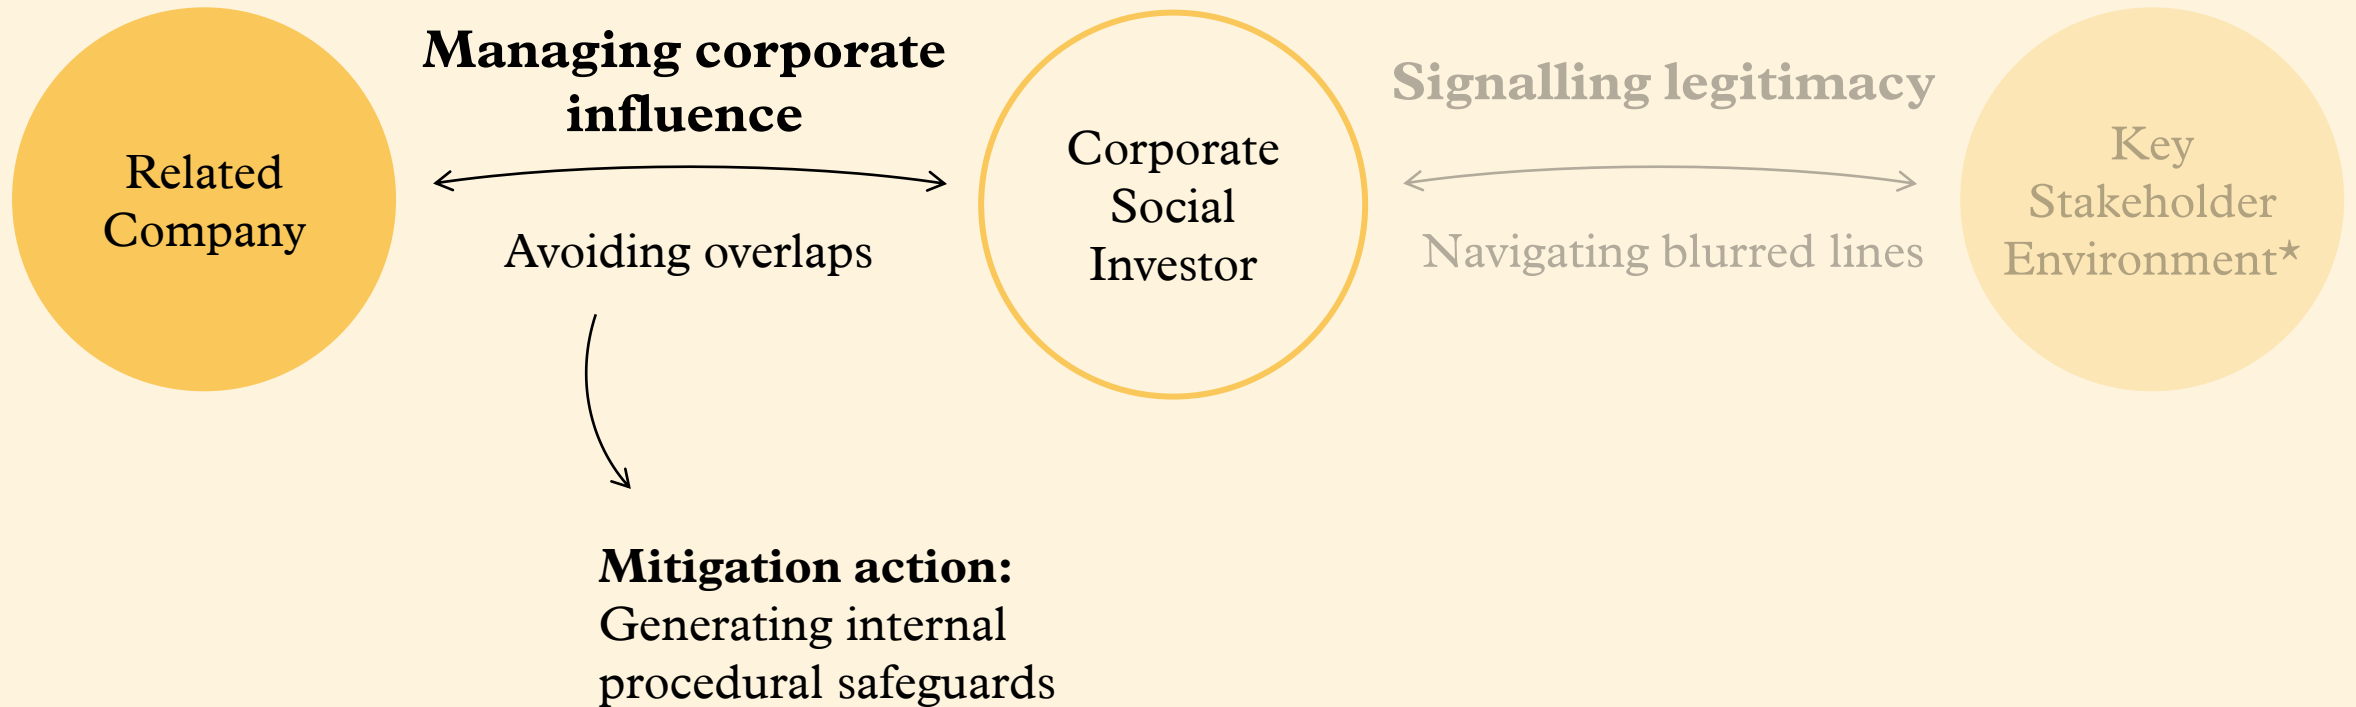 Related
Company
Managing corporate
influence
Avoiding overlaps
Corporate
Social
Investor
Signalling legitimacy
Navigating blurred lines
Key
Stakeholder
Environment★
Mitigation action:
Generating internal
procedural safeguards